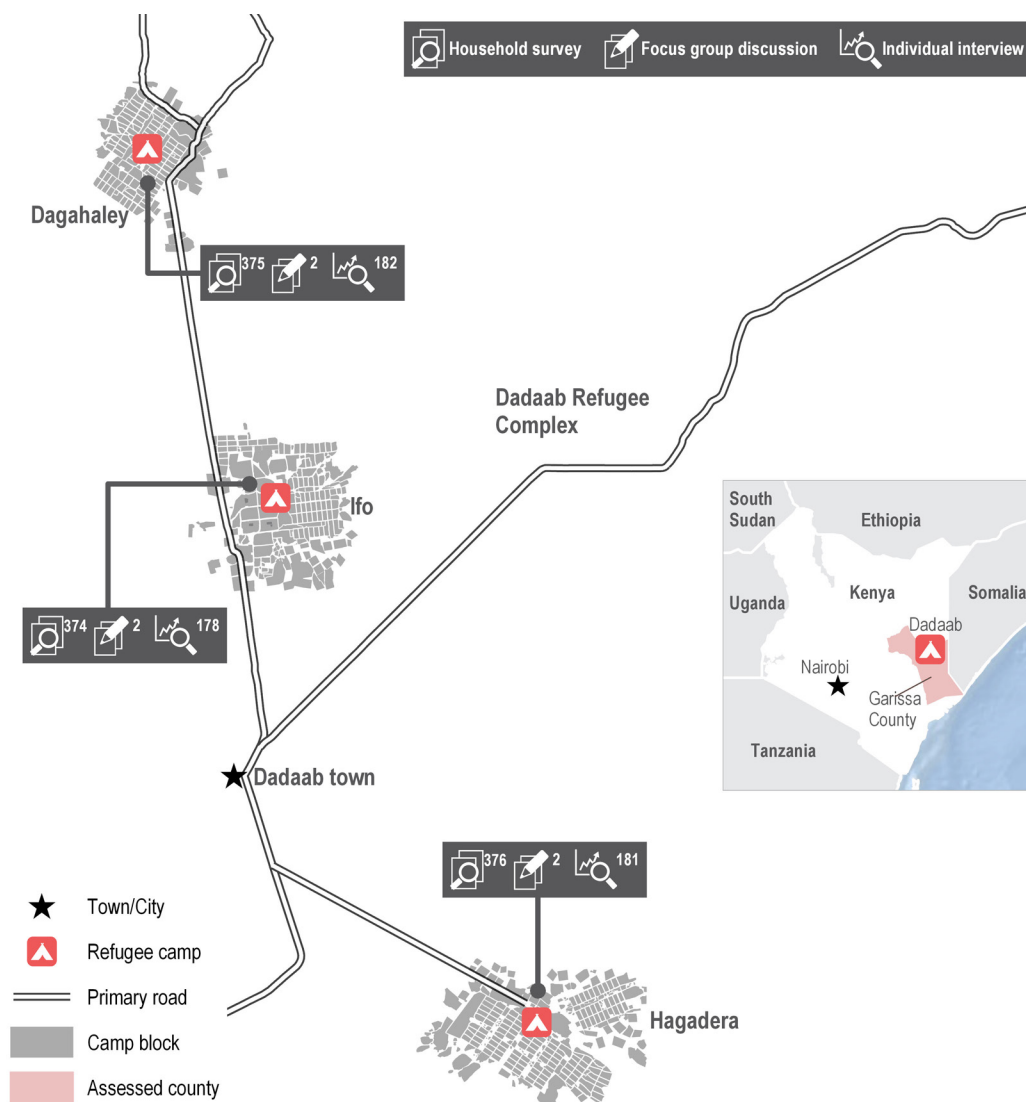 Household survey Focus group discussion Individual interview
Dagahaley
375 2 182
Dadaab Refugee
Complex
Ifo
374 2 178
South
Sudan
Ethiopia
Uganda
Kenya
Somalia
Dadaab
Nairobi
Garissa
County
Tanzania
Dadaab town
376 2 181
Hagadera
Town/City
Refugee camp
Primary road
Camp block
Assessed county